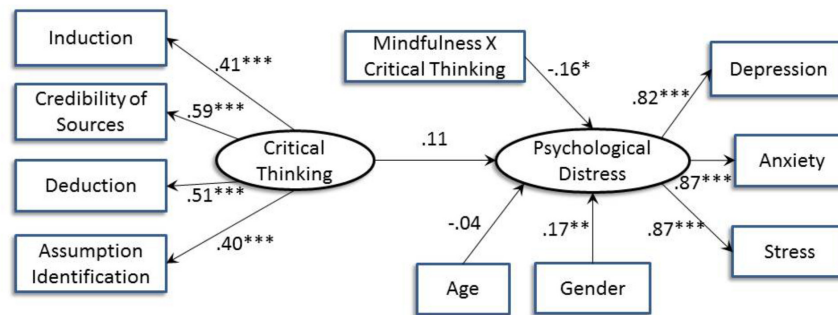 Induction
.41***
Credibility of
Sources
.59***
Deduction
.51***
Assumption
Identification
.40***
Critical
Thinking
.11
Mindfulness X
Critical Thinking
-.16*
Psychological
Distress
-.04
.17**
Age
Gender
.82***
Depression
.87***
Anxiety
.87***
Stress